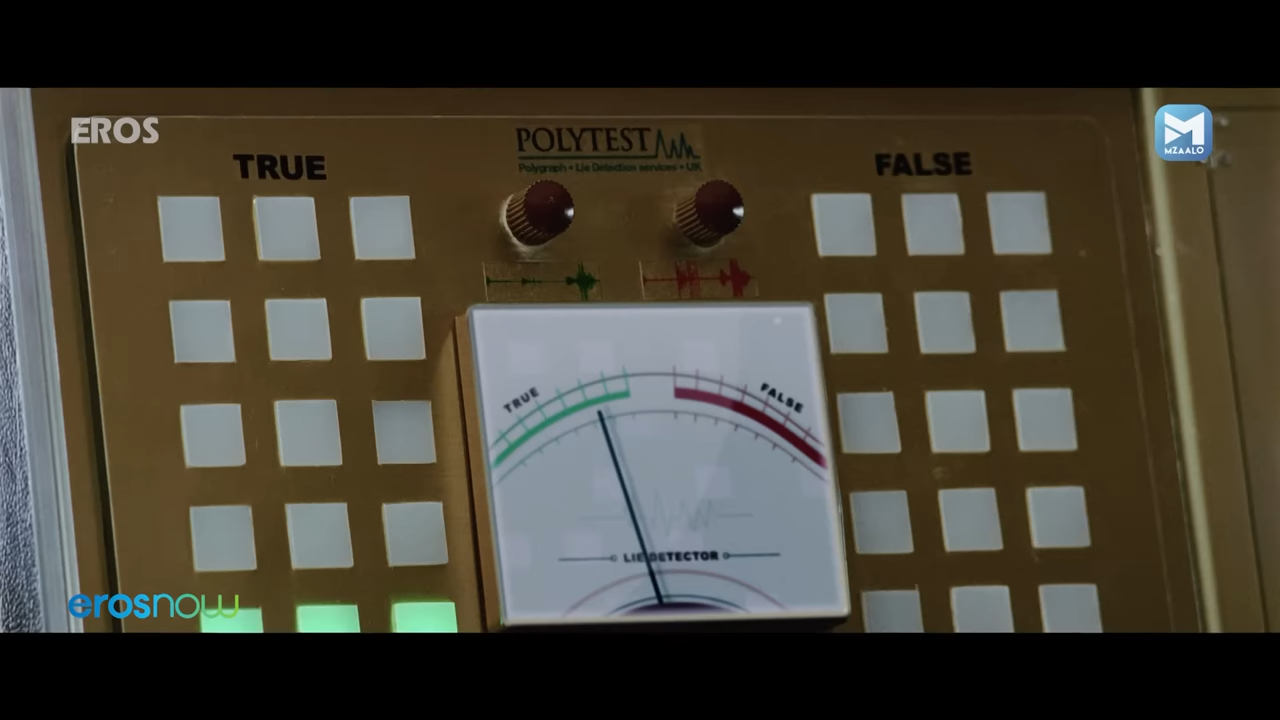 EROS
MZAALO
POLYTEST
Polygraph • Lie Detection services • UK
TRUE
FALSE
TRUE
FALSE
LIE DETECTOR
erosnow